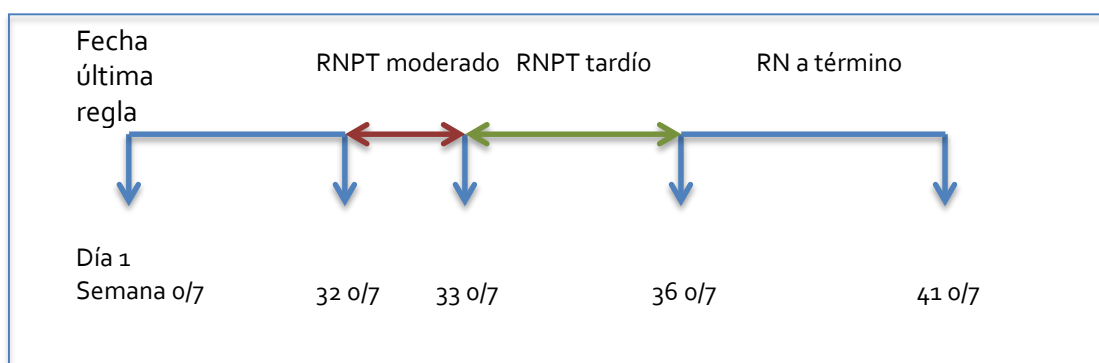 Fecha
última
regla
RNPT moderado RNPT tardío RN a término
Día 1
Semana 0/7 32 0/7 33 0/7 36 0/7 41 0/7